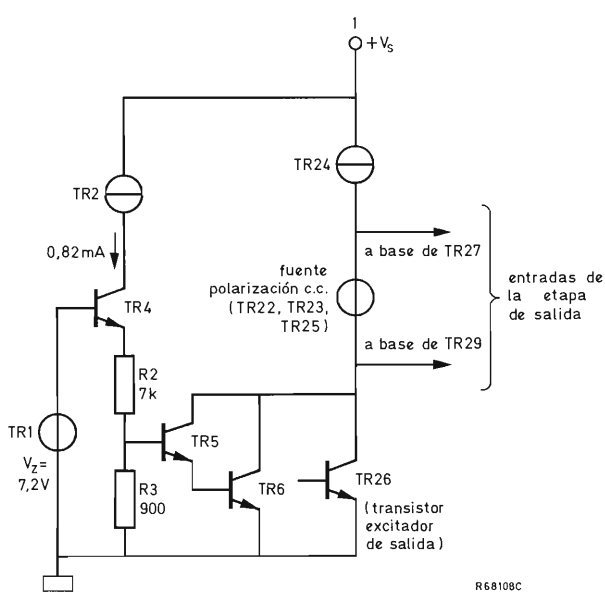 1
+VS
TR24
TR2
0,82mA
a base de TR27
fuente
polarización c.c.
(TR22, TR23,
TR25)
entradas de
la etapa
de salida
TR4
a base de TR29
R2
7k
TR1
VZ=
7,2V
TR5
R3
900
TR6
TR26
(transistor
excitador
de salida)
R68108C